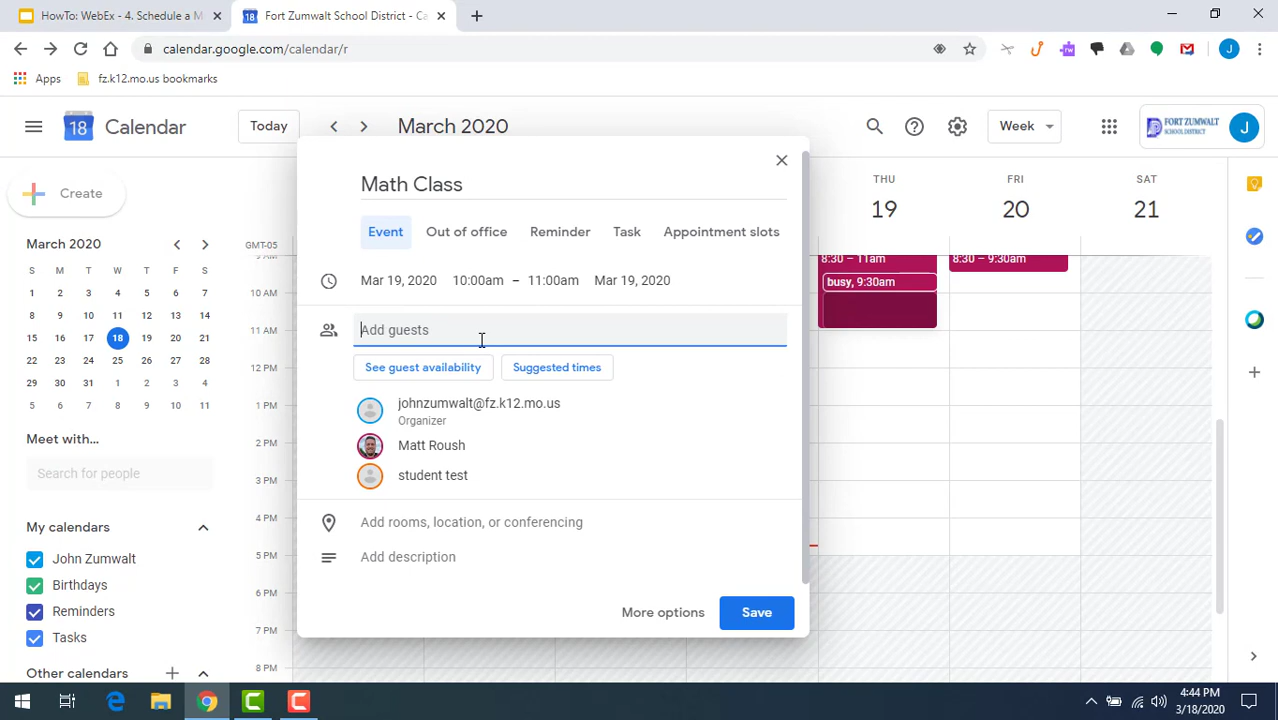 HowTo: WebEx - 4. Schedule a M
Fort Zumwalt School District - Ca
calendar.google.com/calendar/r
Apps
fz.k12.mo.us bookmarks
18
Calendar
Today
March 2020
Week
FORT ZUMWALT
SCHOOL DISTRICT
J
Create
March 2020
S M T W T F S
1 2 3 4 5 6 7
8 9 10 11 12 13 14
15 16 17 18 19 20 21
22 23 24 25 26 27 28
29 30 31 1 2 3 4
5 6 7 8 9 10 11
Meet with...
Search for people
My calendars
John Zumwalt
Birthdays
Reminders
Tasks
Other calendars
GMT-05
THU
19
FRI
20
SAT
21
10 AM
11 AM
12 PM
1 PM
2 PM
3 PM
4 PM
5 PM
6 PM
7 PM
8 PM
8:30 – 11am
busy, 9:30am
8:30 – 9:30am
Math Class
Event
Out of office
Reminder
Task
Appointment slots
Mar 19, 2020 10:00am – 11:00am Mar 19, 2020
Add guests
See guest availability
Suggested times
johnzumwalt@fz.k12.mo.us
Organizer
Matt Roush
student test
Add rooms, location, or conferencing
Add description
More options
Save
4:44 PM
3/18/2020